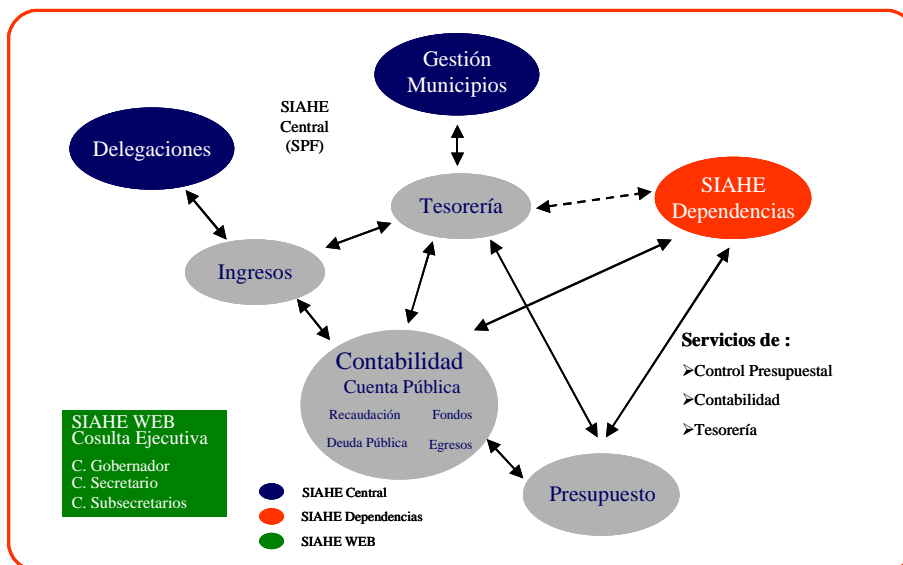 Gestión
Municipios
SIAHE
Central
(SPF)
Delegaciones
Tesorería
SIAHE
Dependencias
Ingresos
Contabilidad
Cuenta Pública
Recaudación Fondos
Deuda Pública Egresos
Servicios de :
➢Control Presupuestal
➢Contabilidad
➢Tesorería
SIAHE WEB
Cosulta Ejecutiva
C. Gobernador
C. Secretario
C. Subsecretarios
Presupuesto
SIAHE Central
SIAHE Dependencias
SIAHE WEB